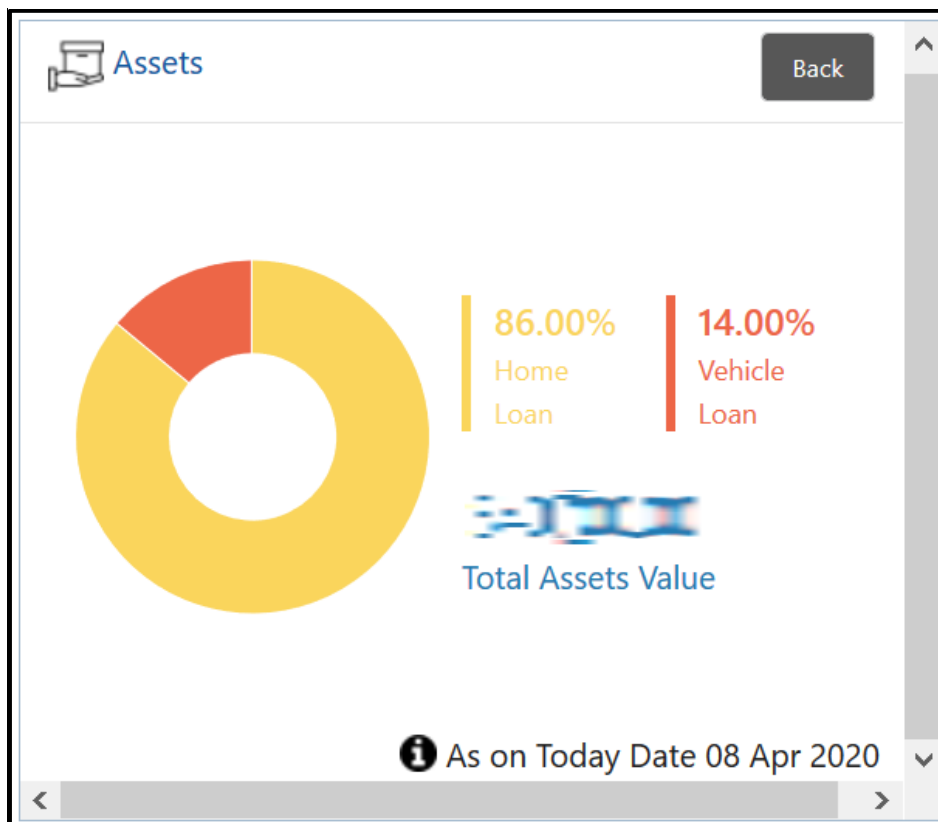 Assets
Back
86.00%
Home
Loan
14.00%
Vehicle
Loan
Total Assets Value
As on Today Date 08 Apr 2020